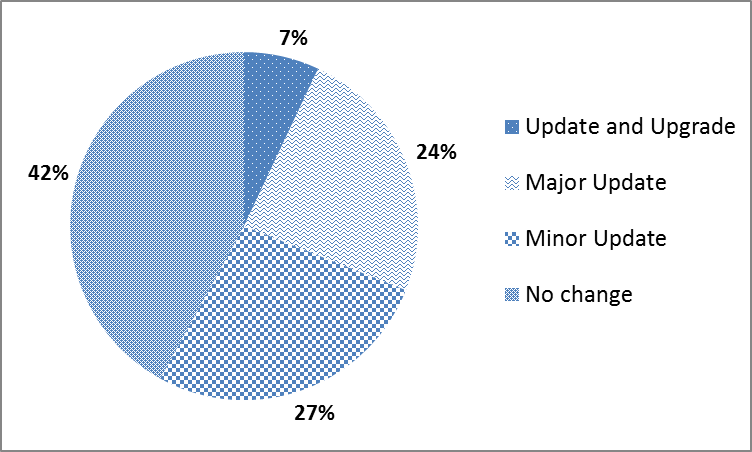 7%
24%
42%
27%
Update and Upgrade
Major Update
Minor Update
No change